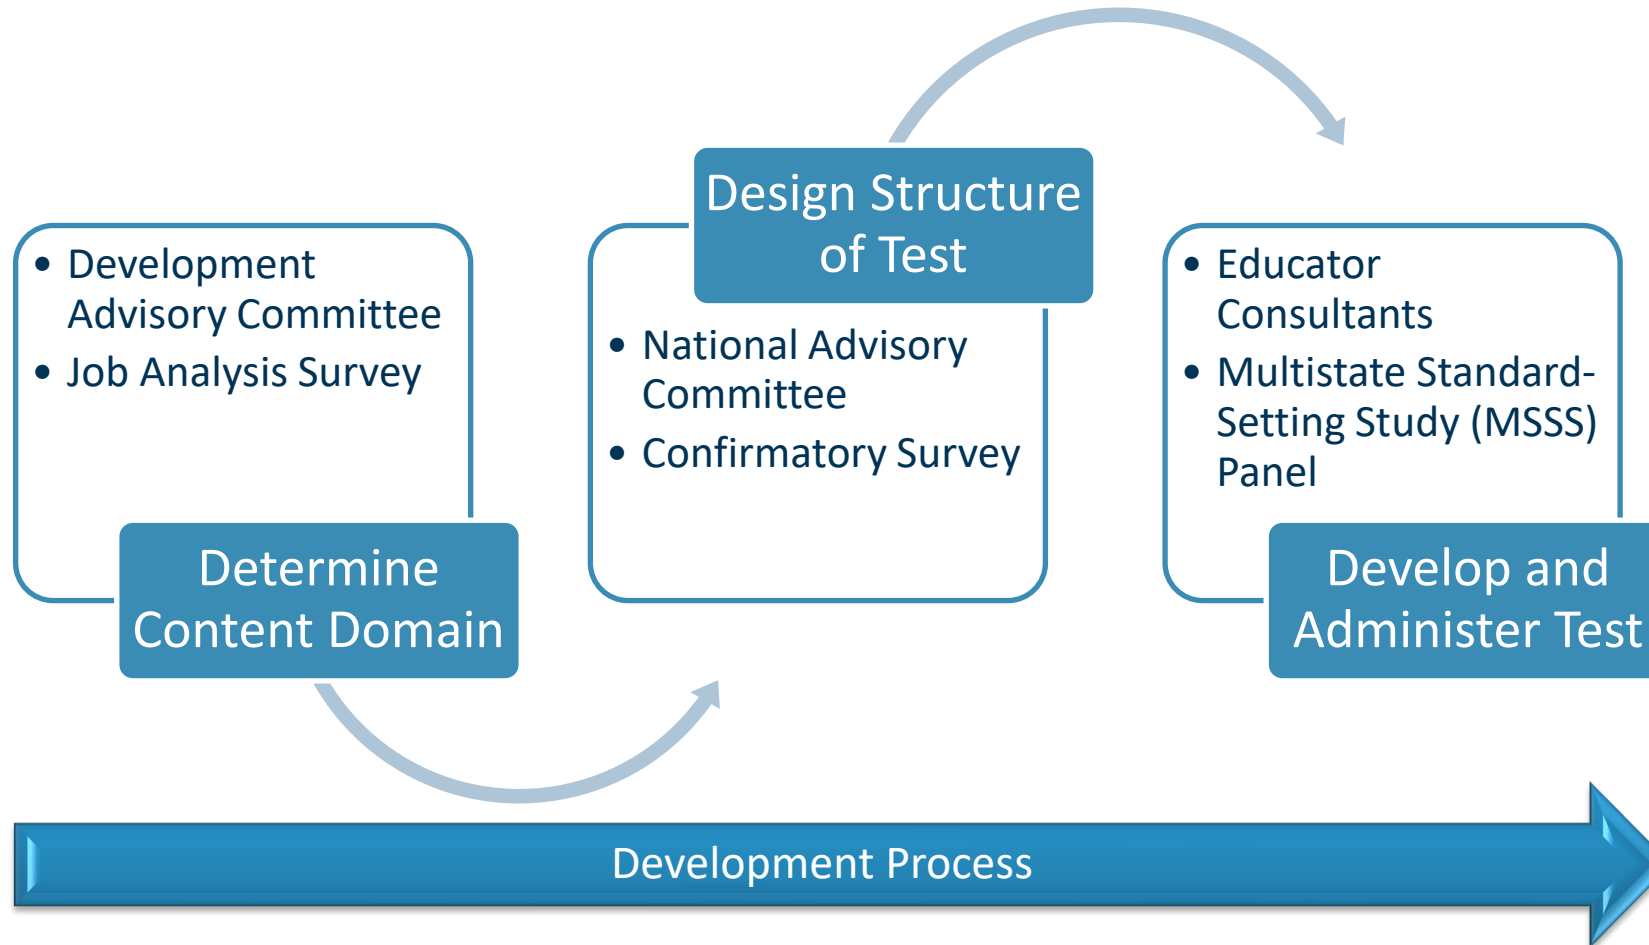 • Development
Advisory Committee
• Job Analysis Survey
Determine
Content Domain
Design Structure
of Test
• National Advisory
Committee
• Confirmatory Survey
• Educator
Consultants
• Multistate Standard-
Setting Study (MSSS)
Panel
Develop and
Administer Test
Development Process